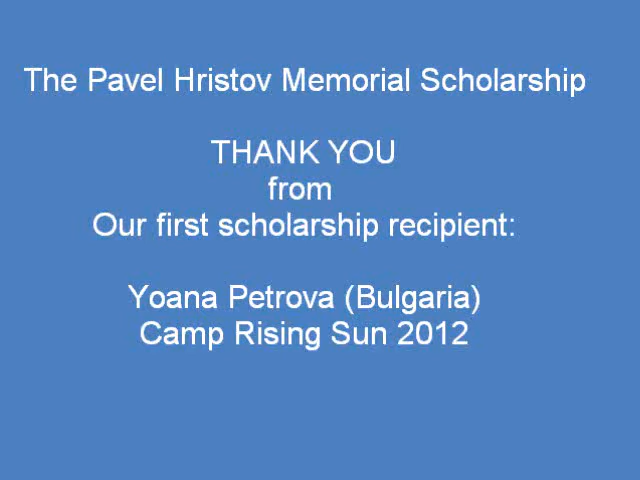 The Pavel Hristov Memorial Scholarship
THANK YOU
from
Our first scholarship recipient:
Yoana Petrova (Bulgaria)
Camp Rising Sun 2012